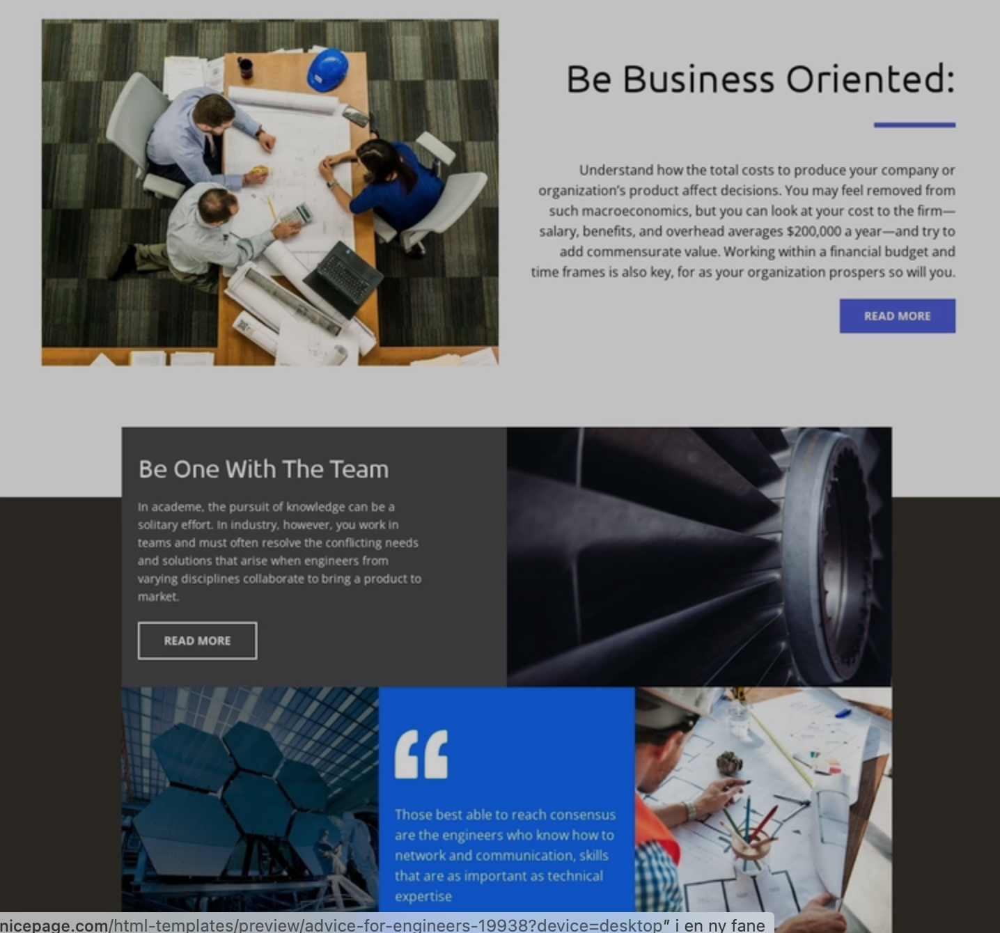 Be Business Oriented:
Understand how the total costs to produce your company or
organization's product affect decisions. You may feel removed from
such macroeconomics, but you can look at your cost to the firm—
salary, benefits, and overhead averages $200,000 a year—and try to
add commensurate value. Working within a financial budget and
time frames is also key, for as your organization prospers so will you.
READ MORE
Be One With The Team
In academe, the pursuit of knowledge can be a
solitary effort. In industry, however, you work in
teams and must often resolve the conflicting needs
and solutions that arise when engineers from
varying disciplines collaborate to bring a product to
market.
READ MORE
“
Those best able to reach consensus
are the engineers who know how to
network and communication, skills
that are as important as technical
expertise
nicepage.com/html-templates/preview/advice-for-engineers-19938?device=desktop” i en ny fane